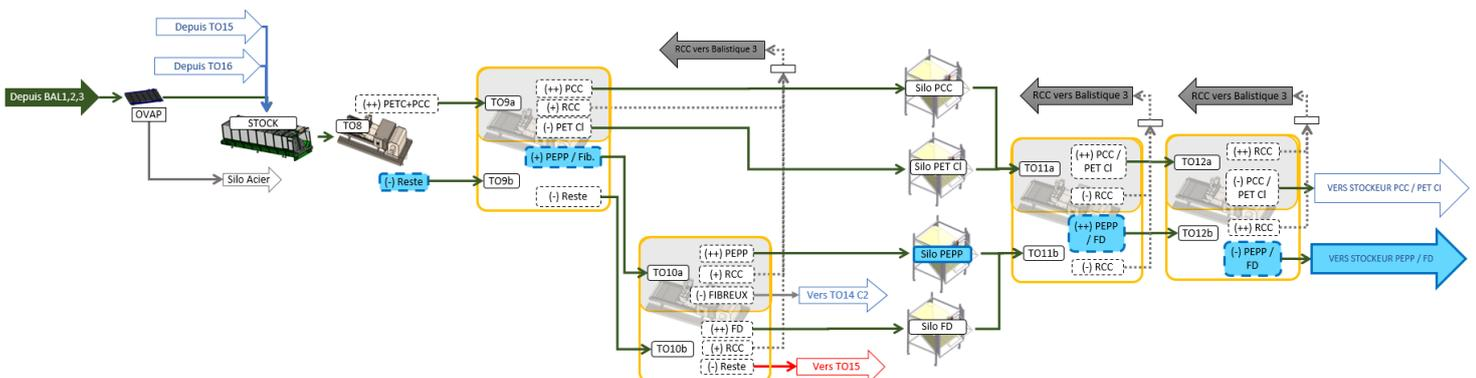 Depuis TO15
Depuis TO16
Depuis BAL1,2,3
OVAP
STOCK
Silo Acier
TO8
(++) PETC+PCC
(-) Reste
TO9a
(++) PCC
(+) RCC
(-) PET Cl
(+) PEPP / Fib.
TO9b
(-) Reste
RCC vers Balistique 3
TO10a
(++) PEPP
(+) RCC
(-) FIBREUX
Vers TO14 C2
(++) FD
TO10b
(+) RCC
(-) Reste
Vers TO15
Silo PCC
Silo PET Cl
Silo PEPP
Silo FD
RCC vers Balistique 3
TO11a
(++) PCC /
PET Cl
(-) RCC
(++) PEPP
/ FD
TO11b
(-) RCC
RCC vers Balistique 3
TO12a
(++) RCC
(-) PCC /
PET Cl
TO12b
(++) RCC
(-) PEPP /
FD
VERS STOCKEUR PCC / PET Cl
VERS STOCKEUR PEPP / FD